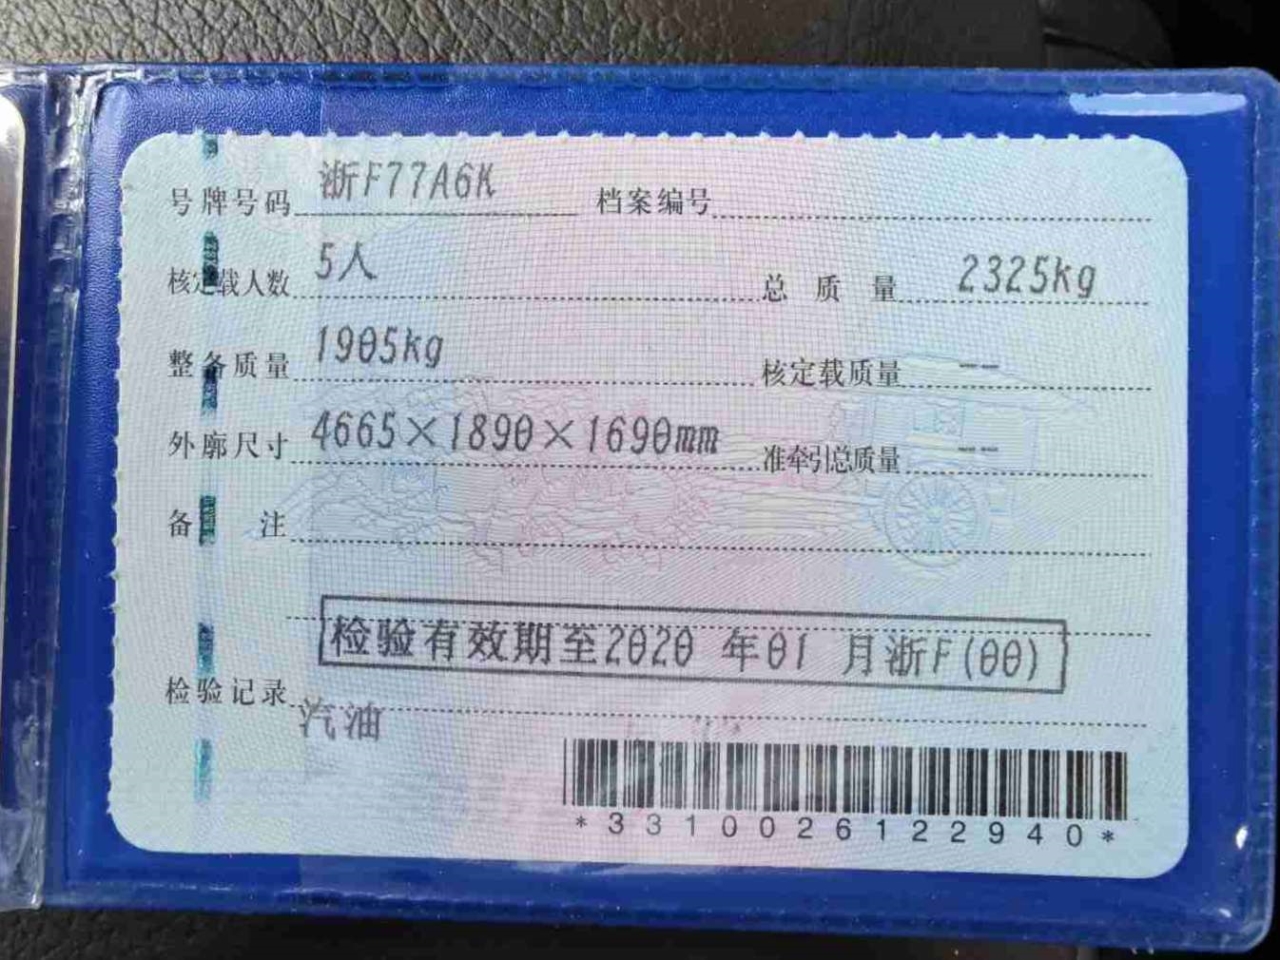 号牌号码 浙F77A6K 档案编号
核定载人数 5人 总质量 2325kg
整备质量 1905kg 核定载质量 --
外廓尺寸 4665×1890×1690mm 准牵引总质量 --
备注
检验有效期至2020年01月浙F(00)
检验记录
汽油
*3310026122940*